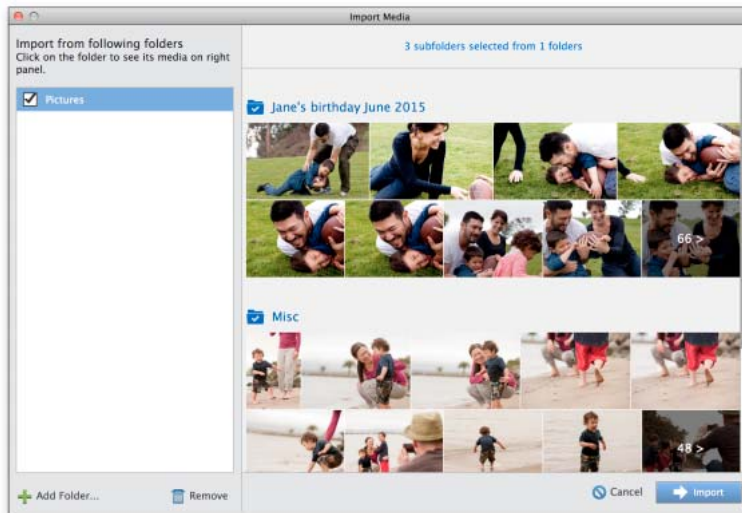 Import Media
Import from following folders
Click on the folder to see its media on right
panel.
Pictures
3 subfolders selected from 1 folders
Jane's birthday June 2015
66 >
Misc
48 >
Add Folder...
Remove
Cancel
Import